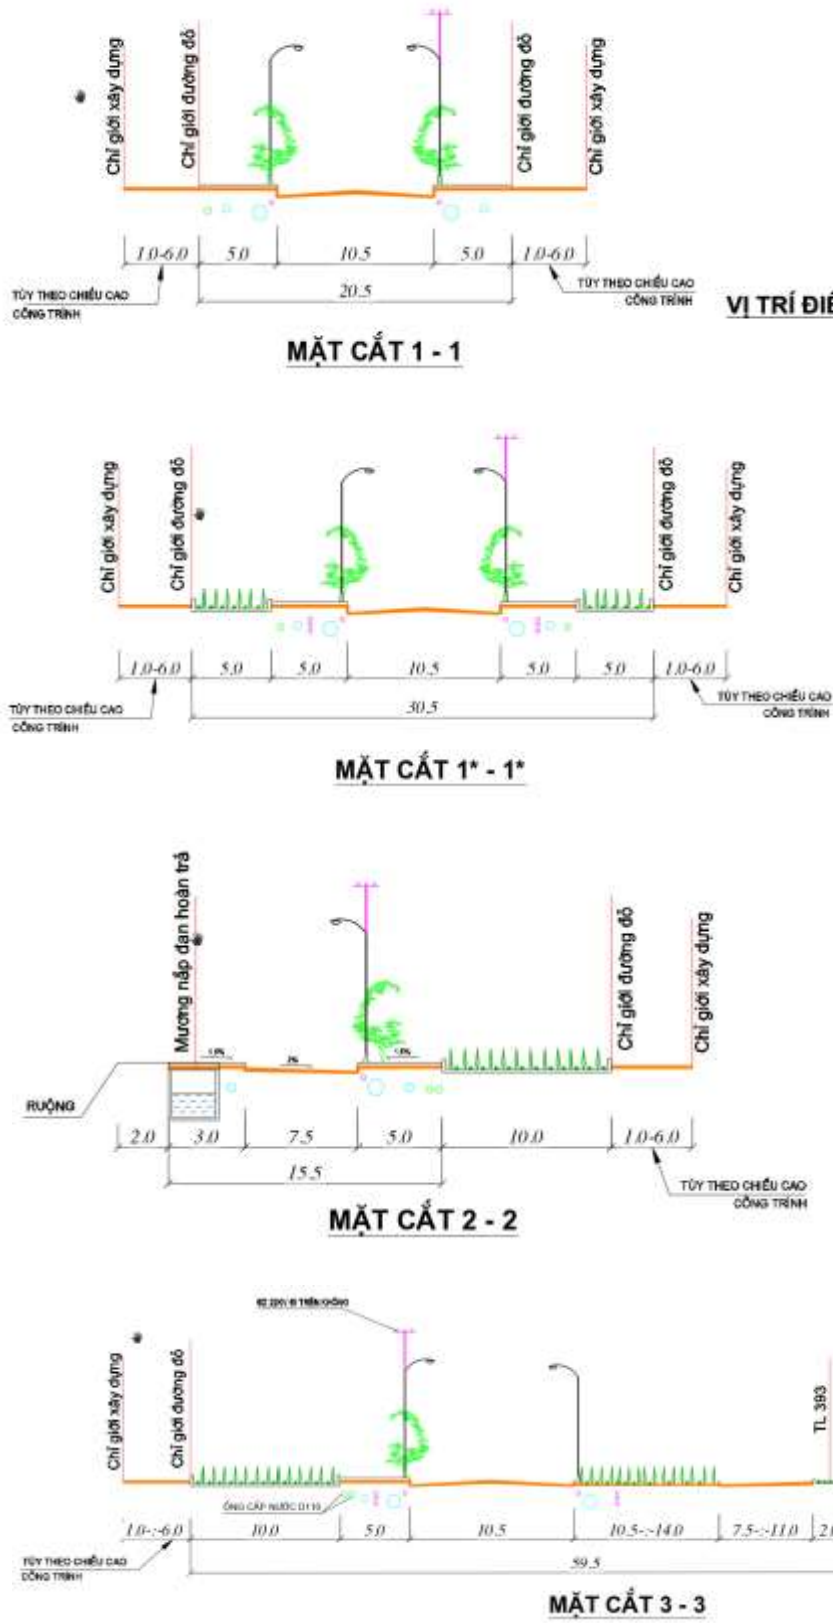 Chỉ giới xây dựng
Chỉ giới đường đỏ
Chỉ giới đường đỏ
Chỉ giới xây dựng
1.0-6.0
5.0
10.5
5.0
1.0-6.0
20.5
TÙY THEO CHIỀU CAO
CÔNG TRÌNH
TÙY THEO CHIỀU CAO
CÔNG TRÌNH
VỊ TRÍ ĐIỂ
MẶT CẮT 1 - 1
Chỉ giới xây dựng
Chỉ giới đường đỏ
Chỉ giới đường đỏ
Chỉ giới xây dựng
1.0-6.0
5.0
5.0
10.5
5.0
5.0
1.0-6.0
30.5
TÙY THEO CHIỀU CAO
CÔNG TRÌNH
TÙY THEO CHIỀU CAO
CÔNG TRÌNH
MẶT CẮT 1* - 1*
Mương nắp đan hoàn trả
Chỉ giới đường đỏ
Chỉ giới xây dựng
RUỘNG
2.0
3.0
7.5
5.0
10.0
1.0-6.0
15.5
TÙY THEO CHIỀU CAO
CÔNG TRÌNH
MẶT CẮT 2 - 2
Chỉ giới xây dựng
Chỉ giới đường đỏ
TL 393
ỐNG CẤP NƯỚC D110
1.0-:-6.0
10.0
5.0
10.5
10.5-:-14.0
7.5-:-11.0
59.5
TÙY THEO CHIỀU CAO
CÔNG TRÌNH
MẶT CẮT 3 - 3